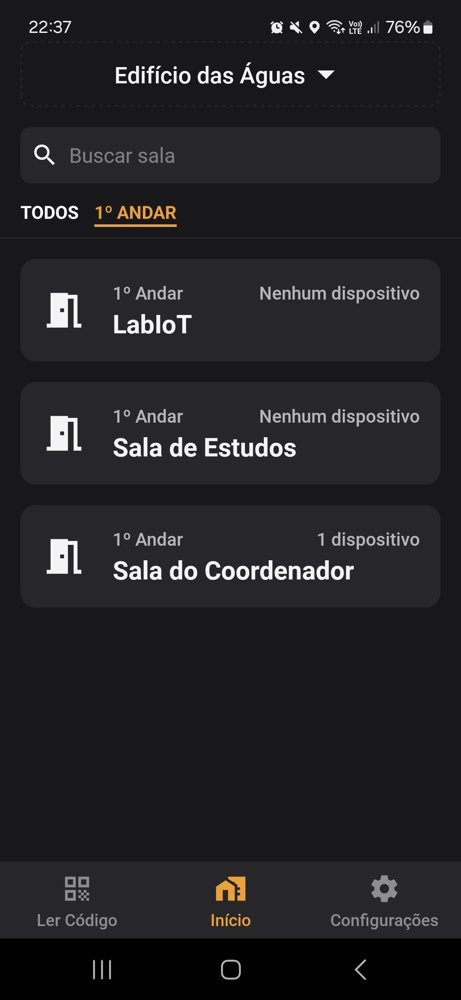 22:37
Vo)) LTE
76%
Edifício das Águas
Buscar sala
TODOS 1º ANDAR
1º Andar Nenhum dispositivo
LabIoT
1º Andar Nenhum dispositivo
Sala de Estudos
1º Andar 1 dispositivo
Sala do Coordenador
Ler Código Início Configurações